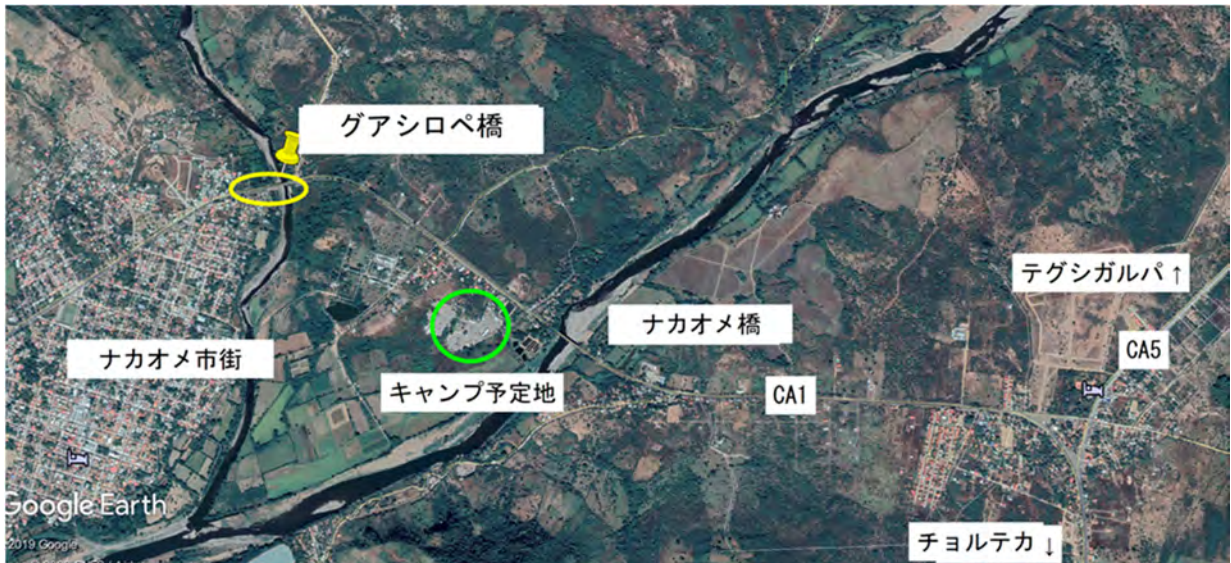 グアシロペ橋
テグシガルパ ↑
ナカオメ橋
ナカオメ市街
CA5
キャンプ予定地
CA1
Google Earth
2019 Google
チョルテカ ↓